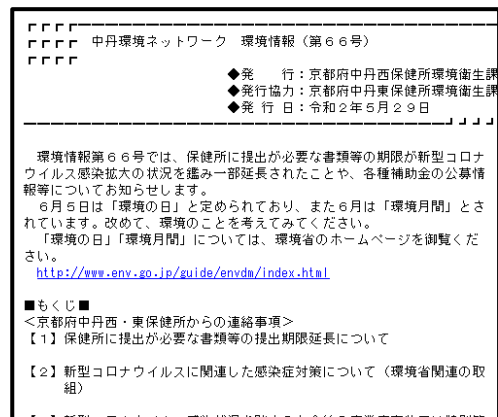 ┏┏┏┏━━━━━━━━━━━━━━━━━━━━━━━━━━━━
┏┏┏┏ 中丹環境ネットワーク 環境情報（第６６号）
┏┏┏┏
◆発　　行：京都府中丹西保健所環境衛生課
◆発行協力：京都府中丹東保健所環境衛生課
◆発 行 日：令和２年５月２９日
━━━━━━━━━━━━━━━━━━━━━━━━━━━━┛┛┛┛
環境情報第６６号では、保健所に提出が必要な書類等の期限が新型コロナ
ウイルス感染拡大の状況を鑑み一部延長されたことや、各種補助金の公募情
報等についてお知らせします。
６月５日は「環境の日」と定められており、また６月は「環境月間」とさ
れています。改めて、環境のことを考えてみてください。
「環境の日」「環境月間」については、環境省のホームページを御覧くだ
さい。
http://www.env.go.jp/guide/envdm/index.html
■もくじ■
＜京都府中丹西・東保健所からの連絡事項＞
【１】保健所に提出が必要な書類等の提出期限延長について
【２】新型コロナウイルスに関連した感染症対策について（環境省関連の取
組）